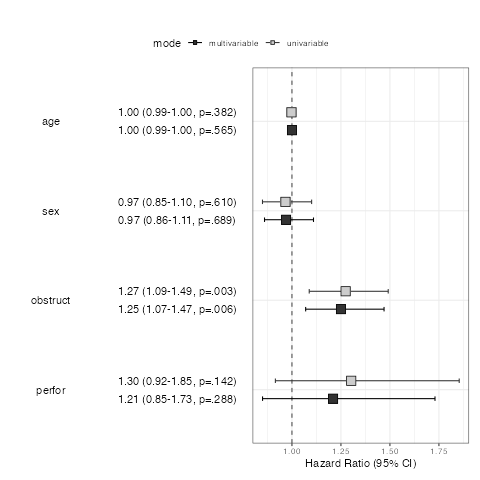 mode multivariable univariable
age
1.00 (0.99-1.00, p=.382)
1.00 (0.99-1.00, p=.565)
sex
0.97 (0.85-1.10, p=.610)
0.97 (0.86-1.11, p=.689)
obstruct
1.27 (1.09-1.49, p=.003)
1.25 (1.07-1.47, p=.006)
perfor
1.30 (0.92-1.85, p=.142)
1.21 (0.85-1.73, p=.288)
1.00 1.25 1.50 1.75
Hazard Ratio (95% CI)